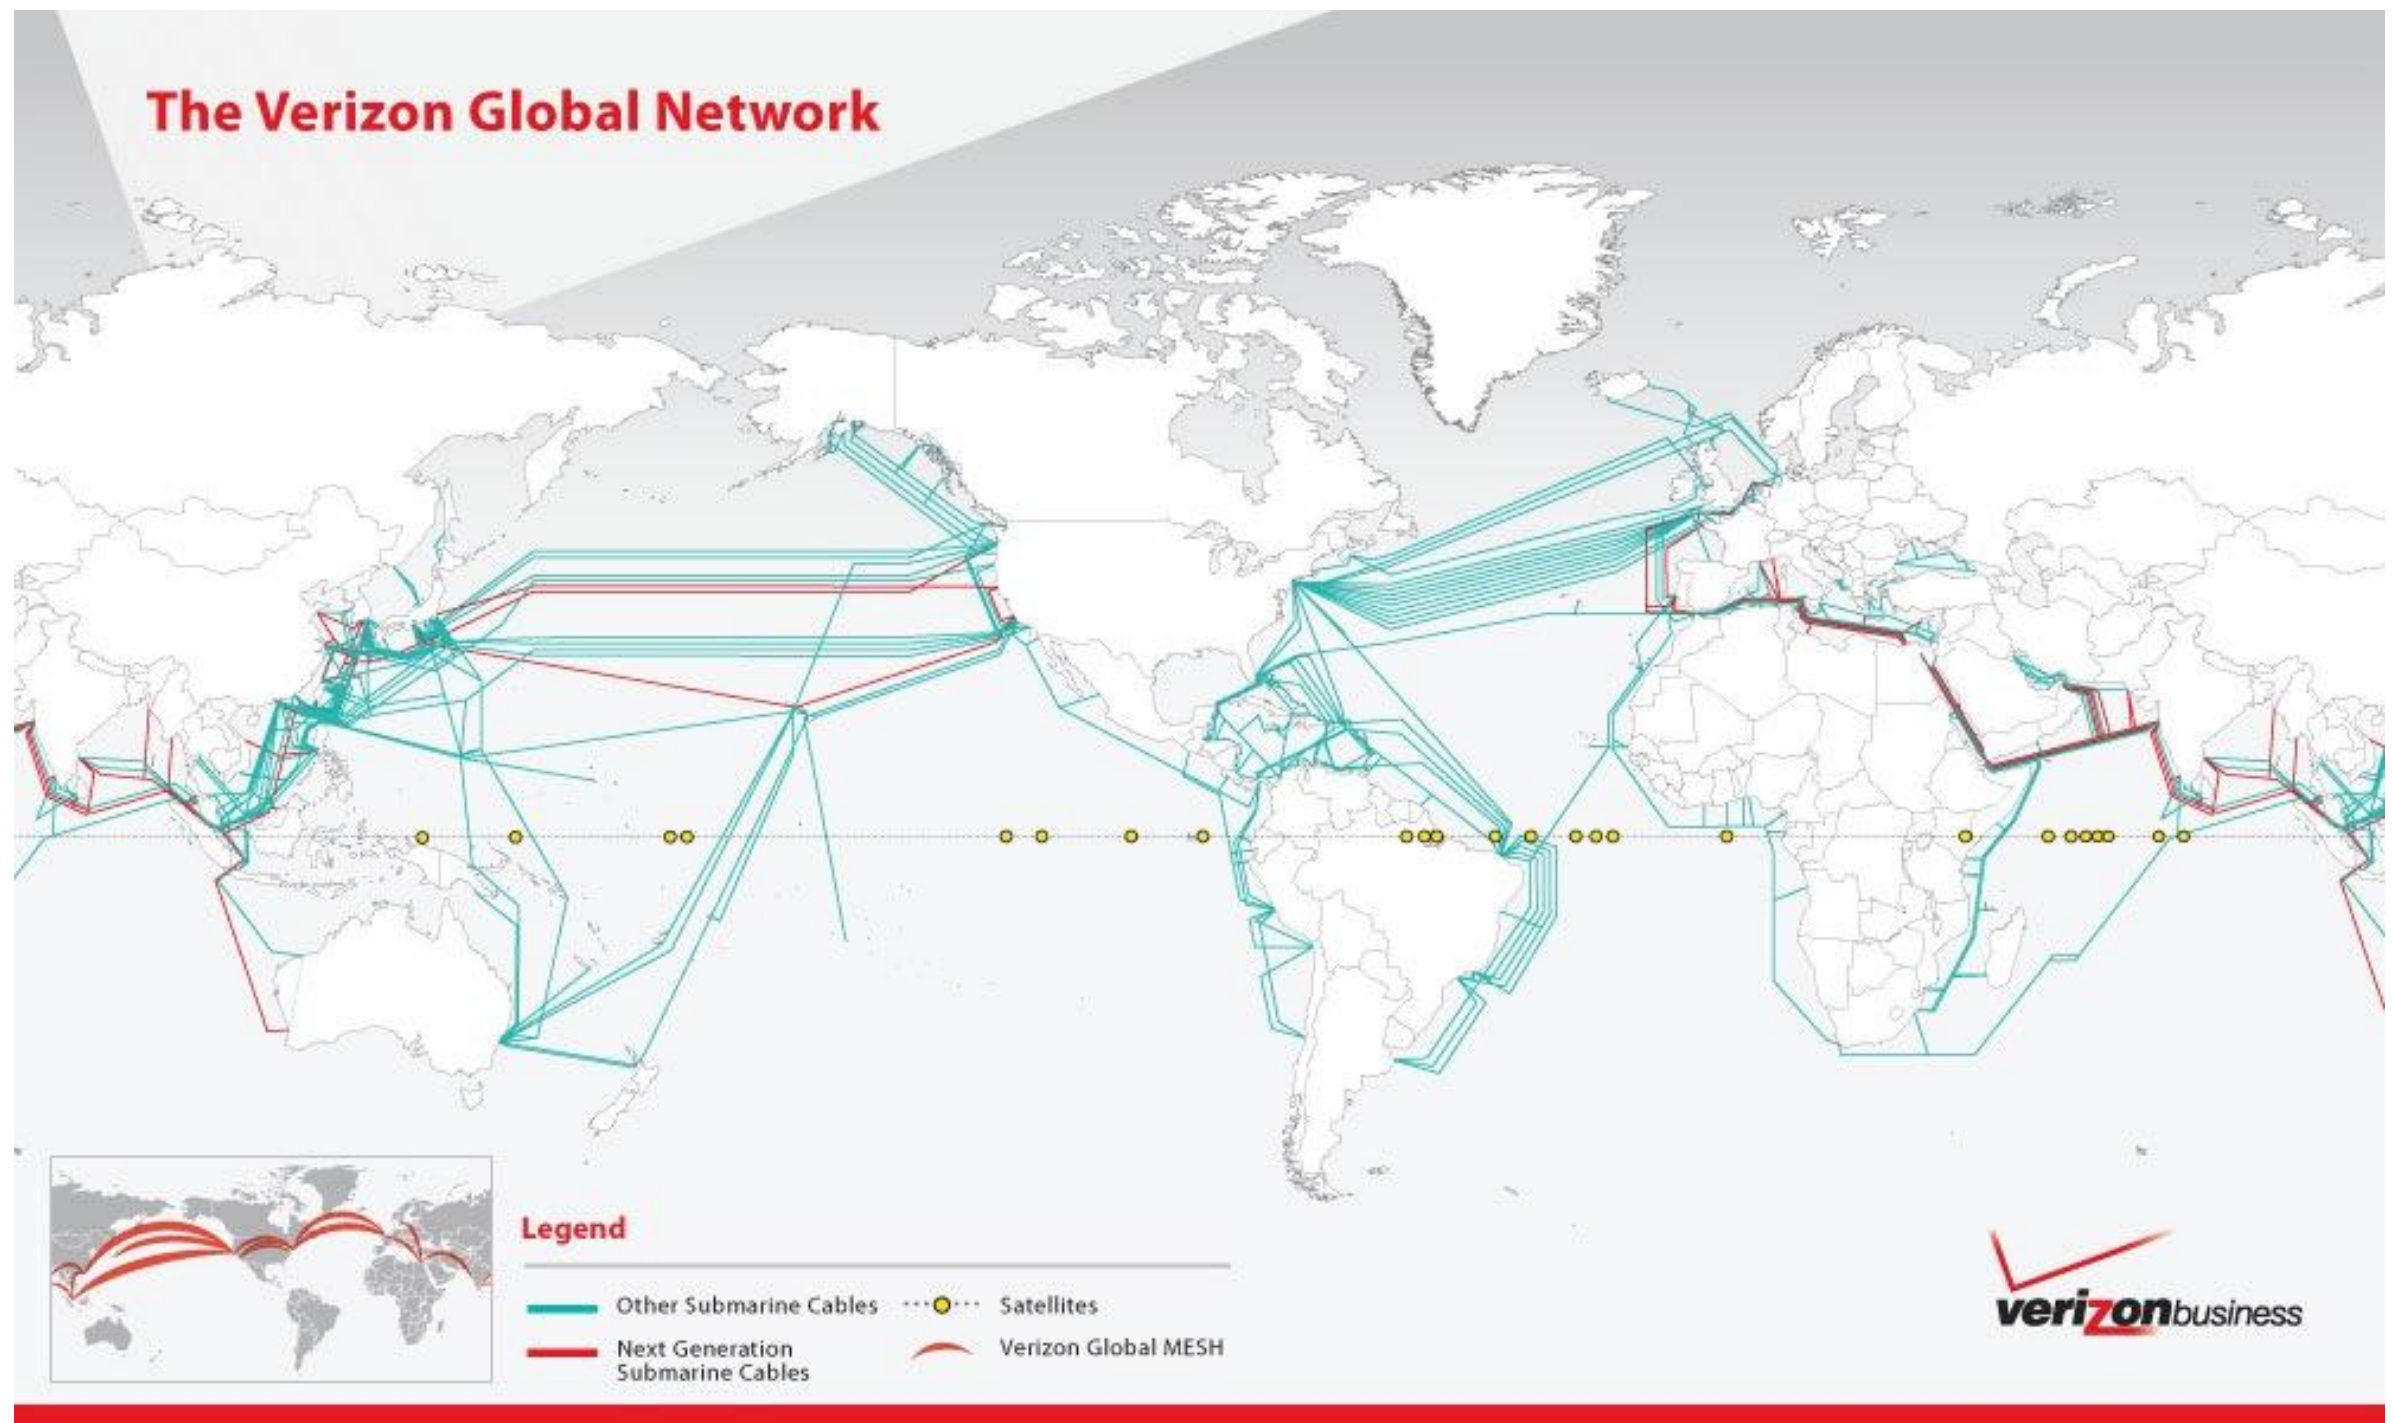 The Verizon Global Network
Legend
Other Submarine Cables
Satellites
Next Generation
Submarine Cables
Verizon Global MESH
verizonbusiness